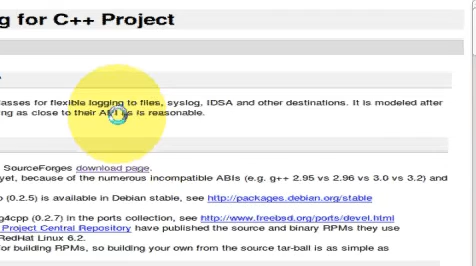 g for C++ Project
asses for flexible logging to files, syslog, IDSA and other destinations. It is modeled after
ng as close to their API as is reasonable.
SourceForges download page.
yet, because of the numerous incompatible ABIs (e.g. g++ 2.95 vs 2.96 vs 3.0 vs 3.2) and
o (0.2.5) is available in Debian stable, see http://packages.debian.org/stable
g4cpp (0.2.7) in the ports collection, see http://www.freebsd.org/ports/devel.html
Project Central Repository have published the source and binary RPMs they use
RedHat Linux 6.2.
for building RPMs, so building your own from the source tar-ball is as simple as